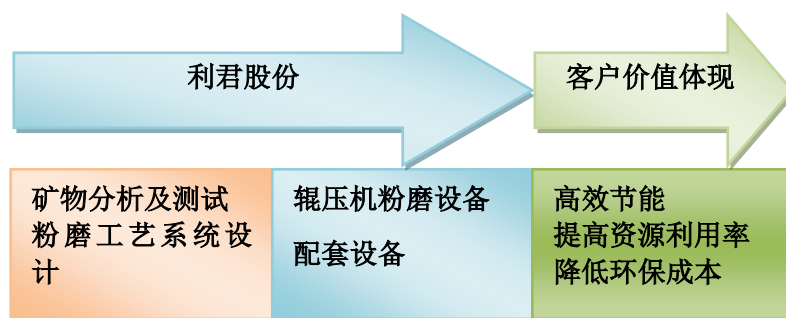 利君股份
客户价值体现
矿物分析及测试
粉磨工艺系统设
计
辊压机粉磨设备
配套设备
高效节能
提高资源利用率
降低环保成本